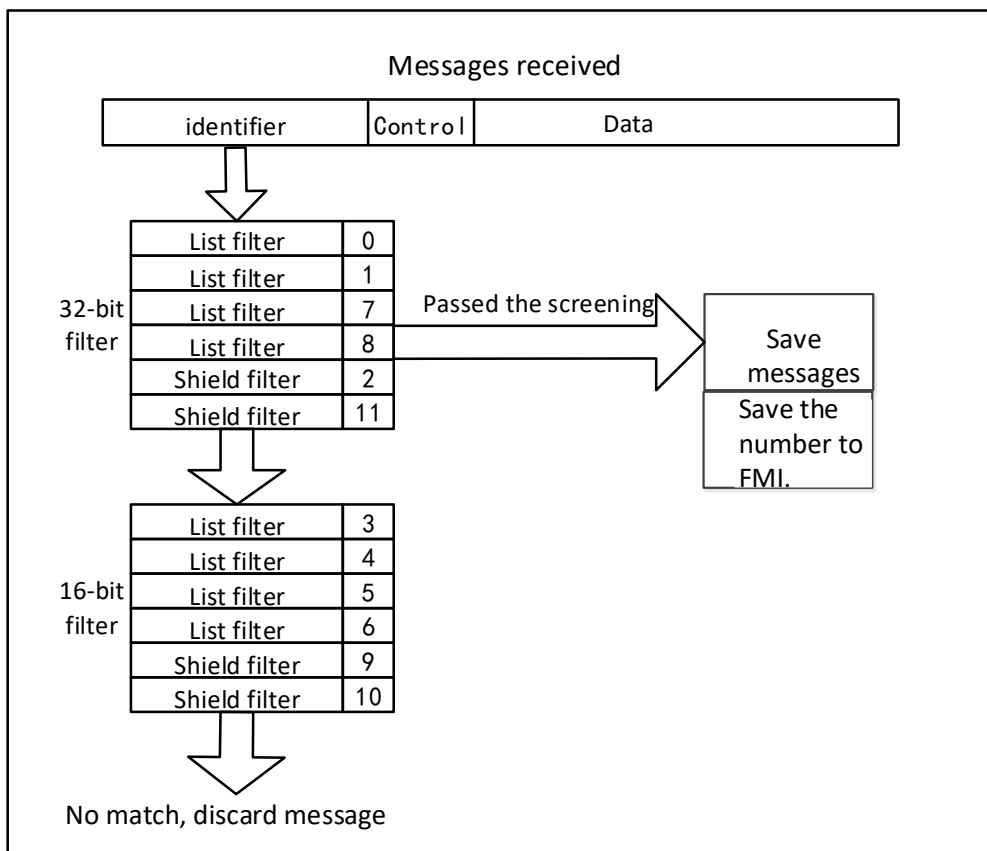 Messages received
identifier Control Data
List filter 0
List filter 1
32-bit
filter
List filter 7
List filter 8
Shield filter 2
Shield filter 11
Passed the screening
Save
messages
Save the
number to
FMI.
List filter 3
List filter 4
16-bit
filter
List filter 5
List filter 6
Shield filter 9
Shield filter 10
No match, discard message